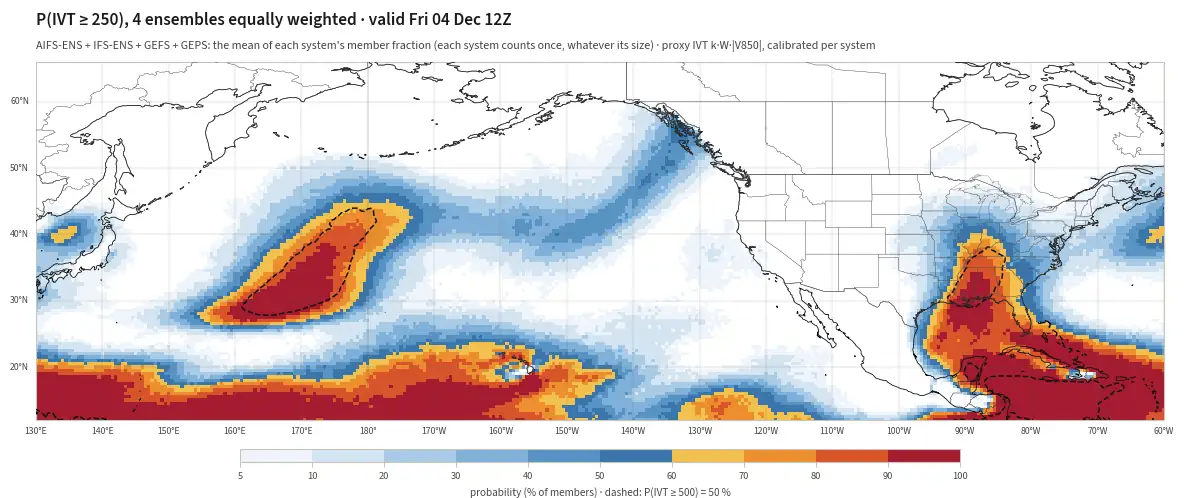 P(IVT ≥ 250), 4 ensembles equally weighted · valid Fri 04 Dec 12Z
AIFS-ENS + IFS-ENS + GEFS + GEPS: the mean of each system's member fraction (each system counts once, whatever its size) · proxy IVT k·W·|V850|, calibrated per system
60°N
50°N
40°N
30°N
20°N
130°E 140°E 150°E 160°E 170°E 180° 170°W 160°W 150°W 140°W 130°W 120°W 110°W 100°W 90°W 80°W 70°W 60°W
5 10 20 30 40 50 60 70 80 90 100
probability (% of members) · dashed: P(IVT ≥ 500) = 50 %